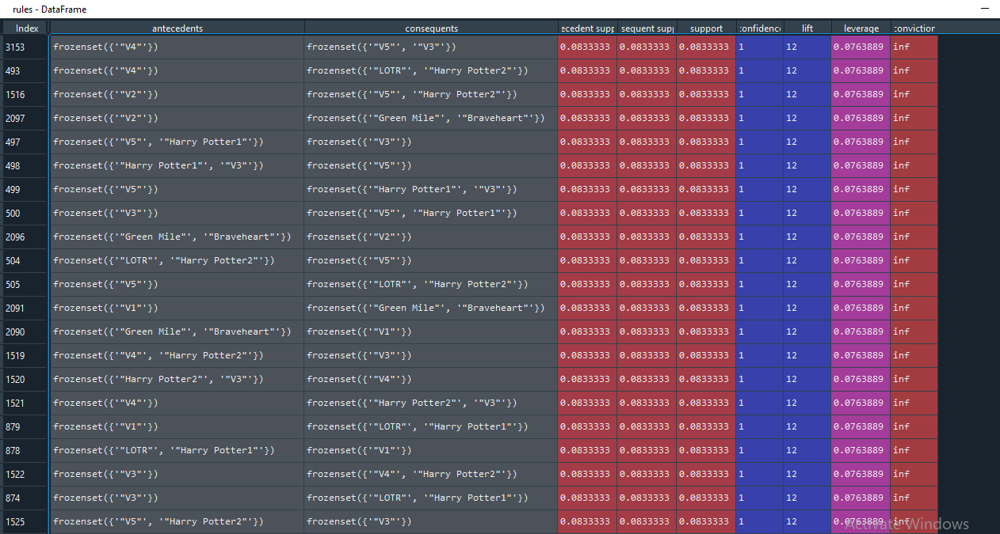 rules - DataFrame
Index antecedents consequents ecedent supp sequent supp support confidence lift leverage conviction
3153 frozenset({'"V4"'}) frozenset({'"V5"', '"V3"'}) 0.0833333 0.0833333 0.0833333 1 12 0.0763889 inf
493 frozenset({'"V4"'}) frozenset({'"LOTR"', '"Harry Potter2"'}) 0.0833333 0.0833333 0.0833333 1 12 0.0763889 inf
1516 frozenset({'"V2"'}) frozenset({'"V5"', '"Harry Potter2"'}) 0.0833333 0.0833333 0.0833333 1 12 0.0763889 inf
2097 frozenset({'"V2"'}) frozenset({'"Green Mile"', '"Braveheart"'}) 0.0833333 0.0833333 0.0833333 1 12 0.0763889 inf
497 frozenset({'"V5"', '"Harry Potter1"'}) frozenset({'"V3"'}) 0.0833333 0.0833333 0.0833333 1 12 0.0763889 inf
498 frozenset({'"Harry Potter1"', '"V3"'}) frozenset({'"V5"'}) 0.0833333 0.0833333 0.0833333 1 12 0.0763889 inf
499 frozenset({'"V5"'}) frozenset({'"Harry Potter1"', '"V3"'}) 0.0833333 0.0833333 0.0833333 1 12 0.0763889 inf
500 frozenset({'"V3"'}) frozenset({'"V5"', '"Harry Potter1"'}) 0.0833333 0.0833333 0.0833333 1 12 0.0763889 inf
2096 frozenset({'"Green Mile"', '"Braveheart"'}) frozenset({'"V2"'}) 0.0833333 0.0833333 0.0833333 1 12 0.0763889 inf
504 frozenset({'"LOTR"', '"Harry Potter2"'}) frozenset({'"V5"'}) 0.0833333 0.0833333 0.0833333 1 12 0.0763889 inf
505 frozenset({'"V5"'}) frozenset({'"LOTR"', '"Harry Potter2"'}) 0.0833333 0.0833333 0.0833333 1 12 0.0763889 inf
2091 frozenset({'"V1"'}) frozenset({'"Green Mile"', '"Braveheart"'}) 0.0833333 0.0833333 0.0833333 1 12 0.0763889 inf
2090 frozenset({'"Green Mile"', '"Braveheart"'}) frozenset({'"V1"'}) 0.0833333 0.0833333 0.0833333 1 12 0.0763889 inf
1519 frozenset({'"V4"', '"Harry Potter2"'}) frozenset({'"V3"'}) 0.0833333 0.0833333 0.0833333 1 12 0.0763889 inf
1520 frozenset({'"Harry Potter2"', '"V3"'}) frozenset({'"V4"'}) 0.0833333 0.0833333 0.0833333 1 12 0.0763889 inf
1521 frozenset({'"V4"'}) frozenset({'"Harry Potter2"', '"V3"'}) 0.0833333 0.0833333 0.0833333 1 12 0.0763889 inf
879 frozenset({'"V1"'}) frozenset({'"LOTR"', '"Harry Potter1"'}) 0.0833333 0.0833333 0.0833333 1 12 0.0763889 inf
878 frozenset({'"LOTR"', '"Harry Potter1"'}) frozenset({'"V1"'}) 0.0833333 0.0833333 0.0833333 1 12 0.0763889 inf
1522 frozenset({'"V3"'}) frozenset({'"V4"', '"Harry Potter2"'}) 0.0833333 0.0833333 0.0833333 1 12 0.0763889 inf
874 frozenset({'"V3"'}) frozenset({'"LOTR"', '"Harry Potter1"'}) 0.0833333 0.0833333 0.0833333 1 12 0.0763889 inf
1525 frozenset({'"V5"', '"Harry Potter2"'}) frozenset({'"V3"'}) 0.0833333 0.0833333 0.0833333 1 12 0.0763889 inf
Activate Windows